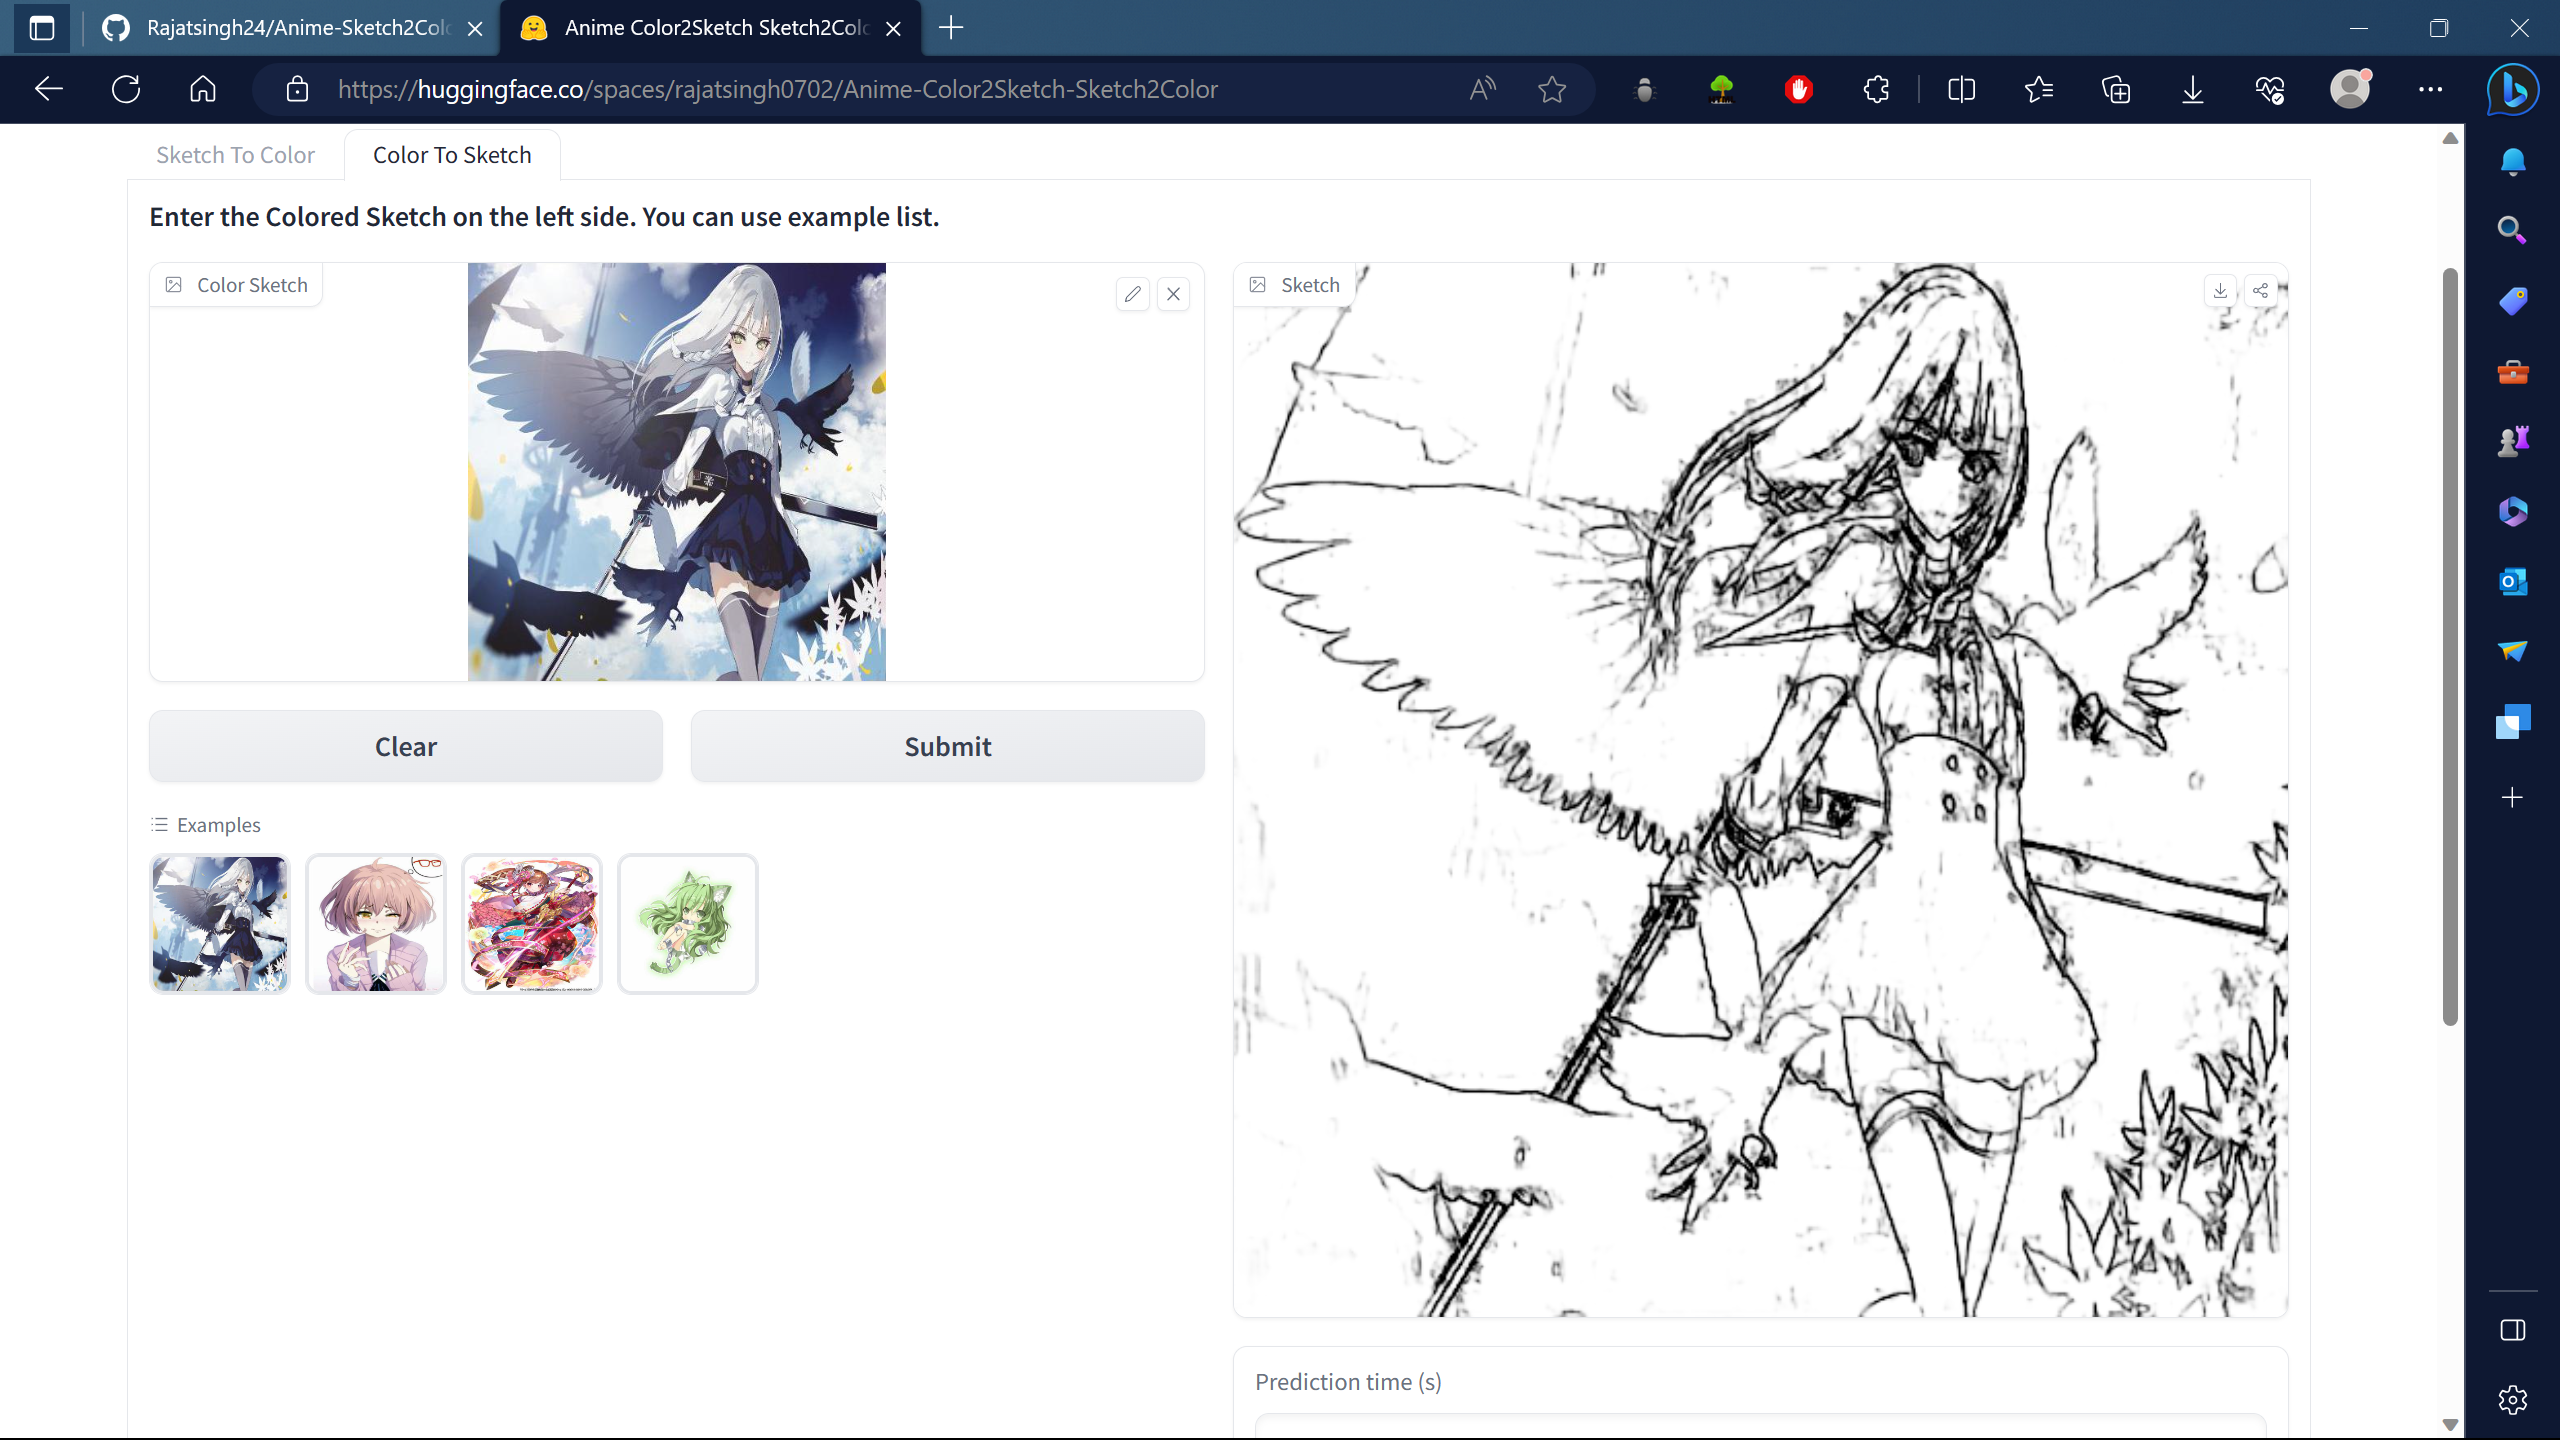 Rajatsingh24/Anime-Sketch2Colo
Anime Color2Sketch Sketch2Colo
https://huggingface.co/spaces/rajatsingh0702/Anime-Color2Sketch-Sketch2Color
Sketch To Color
Color To Sketch
Enter the Colored Sketch on the left side. You can use example list.
Color Sketch
Sketch
Clear
Submit
Examples
Prediction time (s)